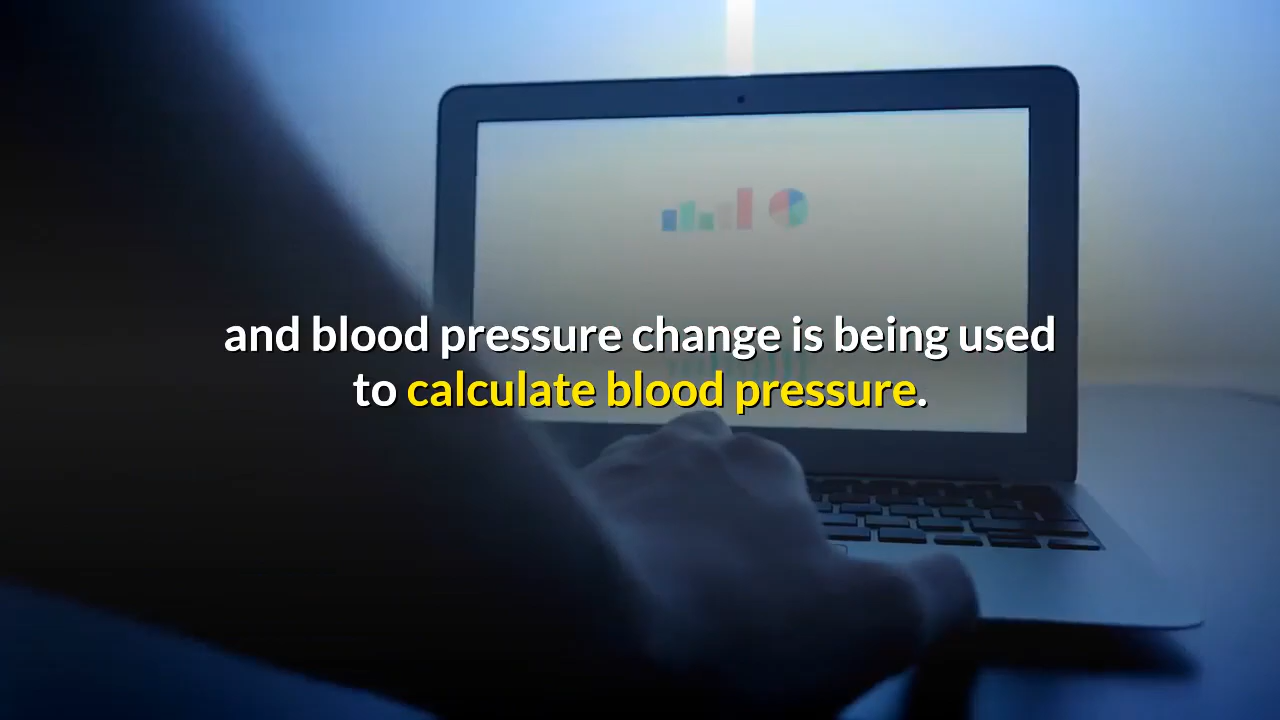 and blood pressure change is being used
to calculate blood pressure.